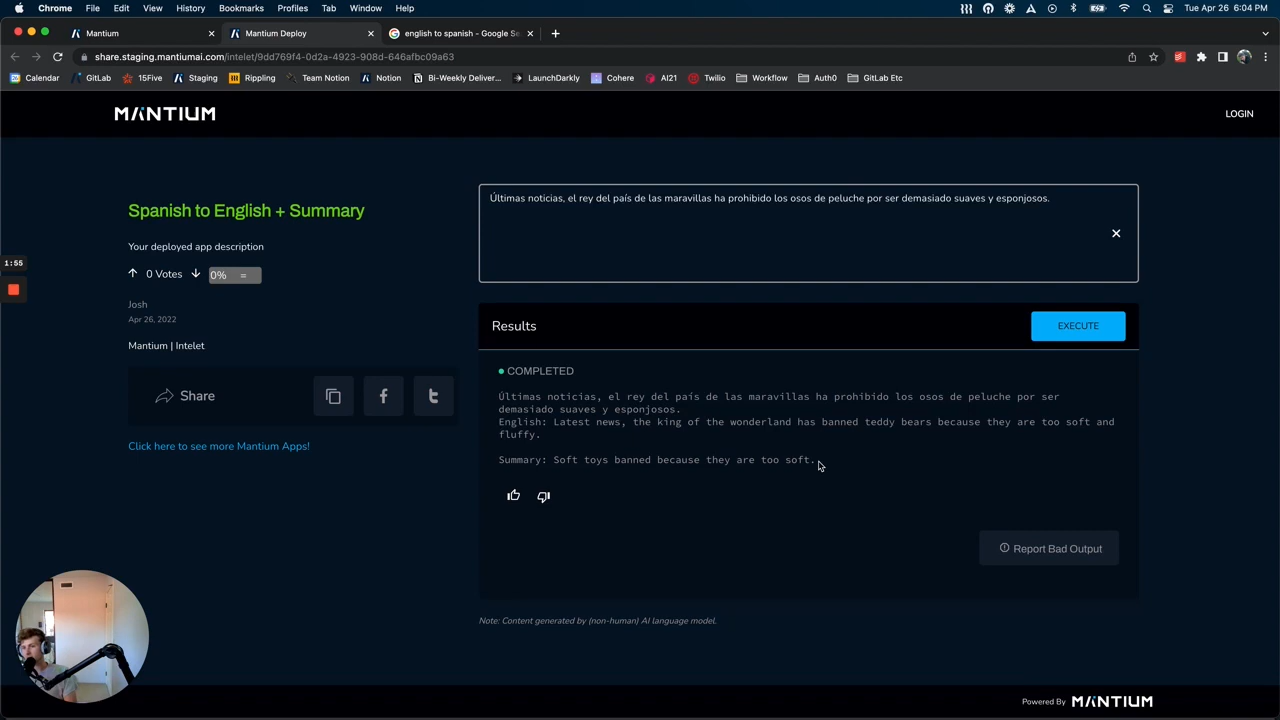 Chrome File Edit View History Bookmarks Profiles Tab Window Help Tue Apr 26 6:04 PM
Mantium Mantium Deploy english to spanish - Google Se
share.staging.mantiumai.com/intelet/9dd769f4-0d2a-4923-908d-646afbc09a63
Calendar GitLab 15Five Staging Rippling Team Notion Notion Bi-Weekly Deliver... LaunchDarkly Cohere AI21 Twilio Workflow Auth0 GitLab Etc
MANTIUM LOGIN
Spanish to English + Summary
Your deployed app description
0 Votes 0% =
Josh
Apr 26, 2022
Mantium | Intelet
Share
Click here to see more Mantium Apps!
1:55
Últimas noticias, el rey del país de las maravillas ha prohibido los osos de peluche por ser demasiado suaves y esponjosos.
Results EXECUTE
COMPLETED
Últimas noticias, el rey del país de las maravillas ha prohibido los osos de peluche por ser
demasiado suaves y esponjosos.
English: Latest news, the king of the wonderland has banned teddy bears because they are too soft and
fluffy.
Summary: Soft toys banned because they are too soft.
Report Bad Output
Note: Content generated by (non-human) AI language model.
Powered By MANTIUM